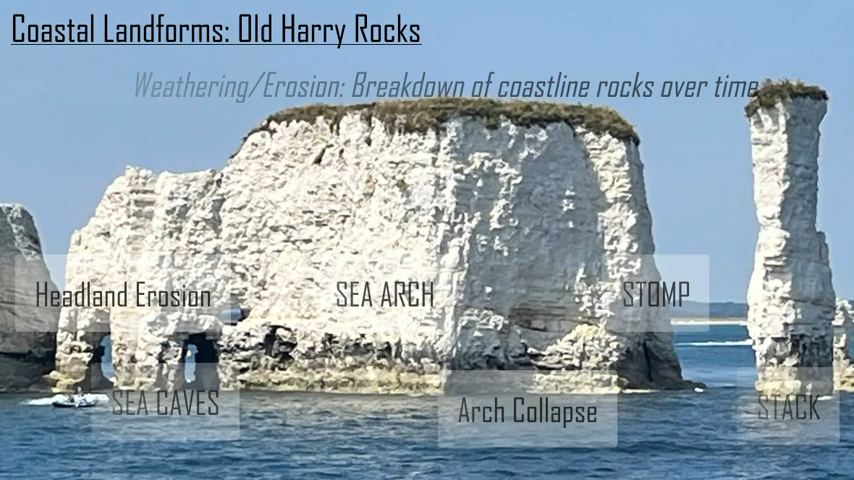 Coastal Landforms: Old Harry Rocks
Weathering/Erosion: Breakdown of coastline rocks over time
Headland Erosion
SEA ARCH
STOMP
SEA CAVES
Arch Collapse
STACK